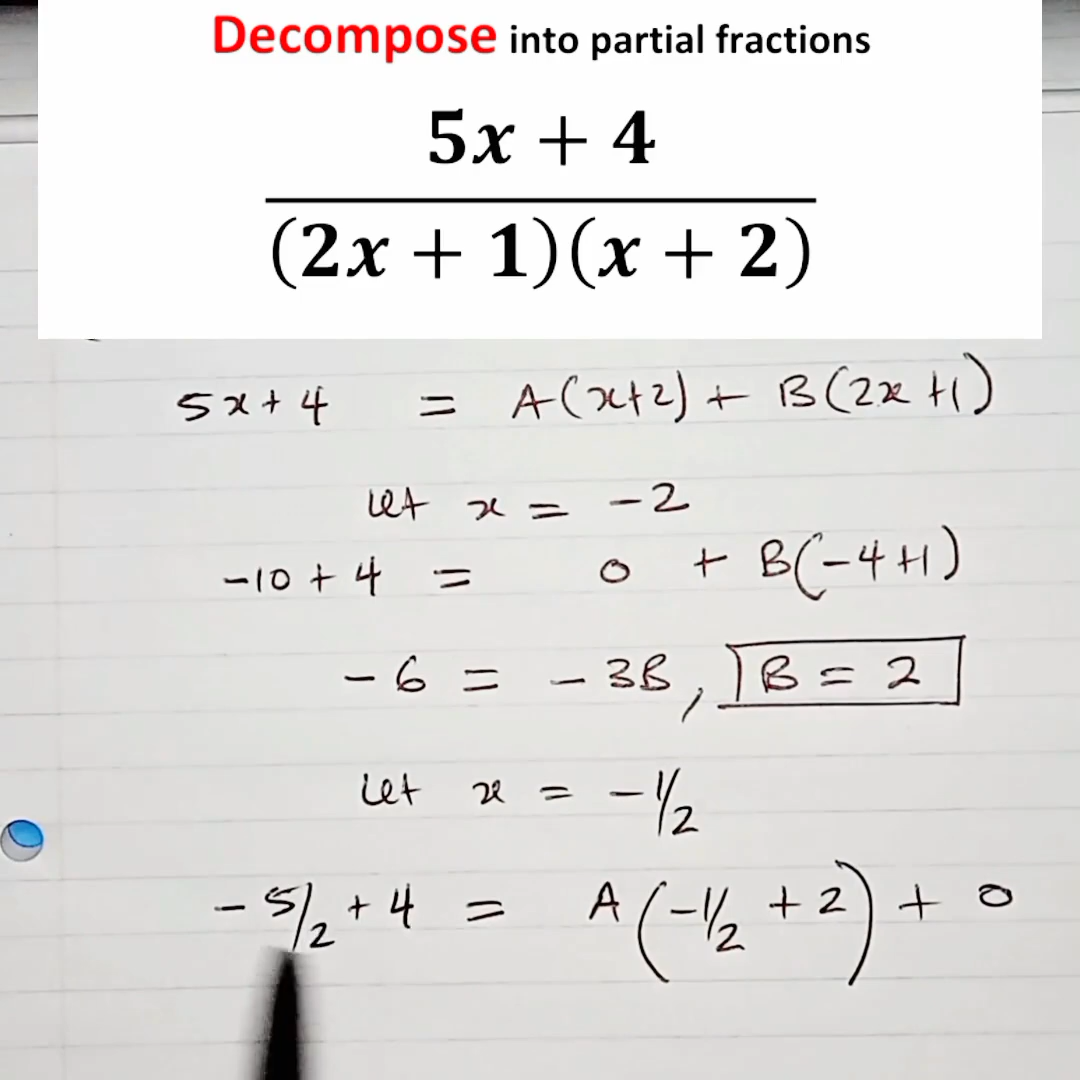 Decompose into partial fractions
5x + 4
(2x + 1)(x + 2)
5x + 4 = A(x+2) + B(2x+1)
Let x = -2
-10 + 4 = 0 + B(-4+1)
-6 = -3B, B = 2
Let x = -1/2
-5/2 + 4 = A(-1/2 + 2) + 0